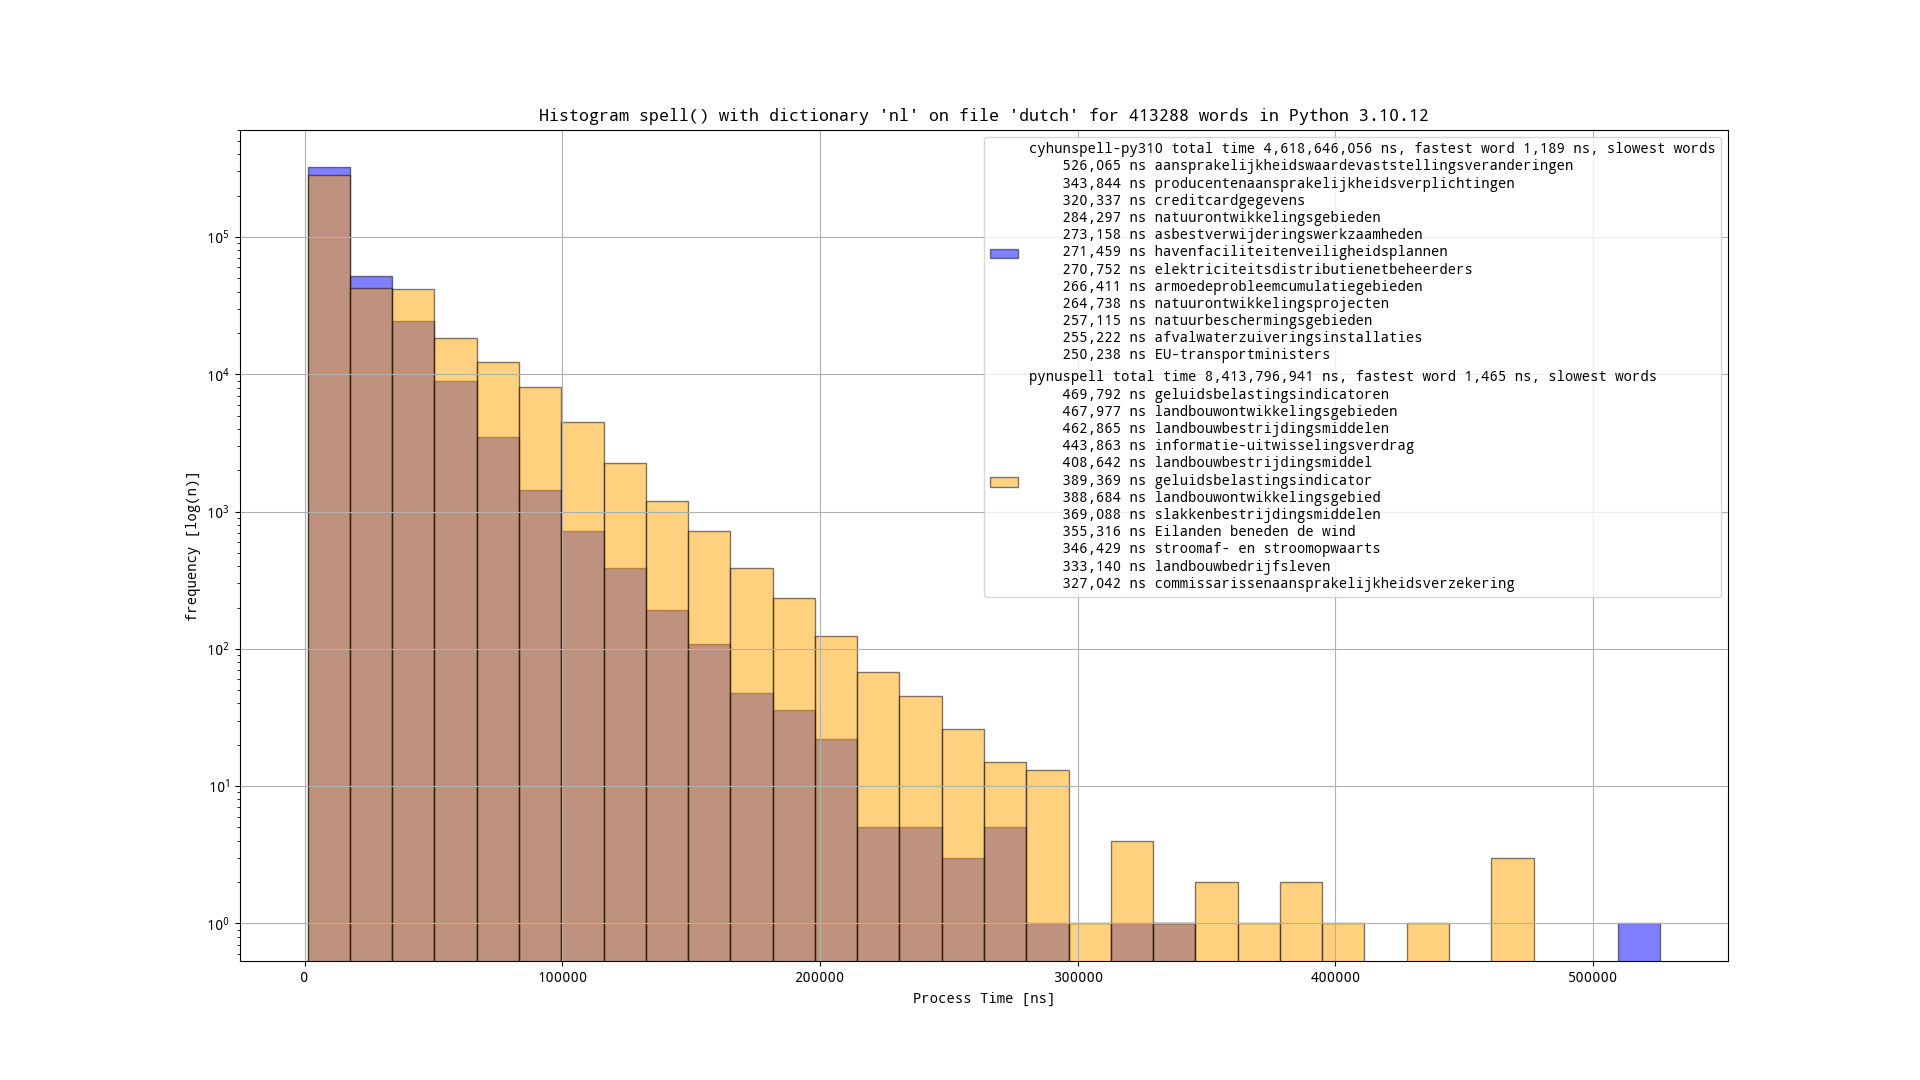 Histogram spell() with dictionary 'nl' on file 'dutch' for 413288 words in Python 3.10.12
cyhunspell-py310 total time 4,618,646,056 ns, fastest word 1,189 ns, slowest words
526,065 ns aansprakelijkheidswaardevaststellingsveranderingen
343,844 ns producentenaansprakelijkheidsverplichtingen
320,337 ns creditcardgegevens
284,297 ns natuurontwikkelingsgebieden
273,158 ns asbestverwijderingswerkzaamheden
271,459 ns havenfaciliteitenveiligheidsplannen
270,752 ns elektriciteitsdistributienetbeheerders
266,411 ns armoedeprobleemcumulatiegebieden
264,738 ns natuurontwikkelingsprojecten
257,115 ns natuurbeschermingsgebieden
255,222 ns afvalwaterzuiveringsinstallaties
250,238 ns EU-transportministers
pynuspell total time 8,413,796,941 ns, fastest word 1,465 ns, slowest words
469,792 ns geluidsbelastingsindicatoren
467,977 ns landbouwontwikkelingsgebieden
462,865 ns landbouwbestrijdingsmiddelen
443,863 ns informatie-uitwisselingsverdrag
408,642 ns landbouwbestrijdingsmiddel
389,369 ns geluidsbelastingsindicator
388,684 ns landbouwontwikkelingsgebied
369,088 ns slakkenbestrijdingsmiddelen
355,316 ns Eilanden beneden de wind
346,429 ns stroomaf- en stroomopwaarts
333,140 ns landbouwbedrijfsleven
327,042 ns commissarissenaansprakelijkheidsverzekering
frequency [log(n)]
10⁵
10⁴
10³
10²
10¹
10⁰
0 100000 200000 300000 400000 500000
Process Time [ns]